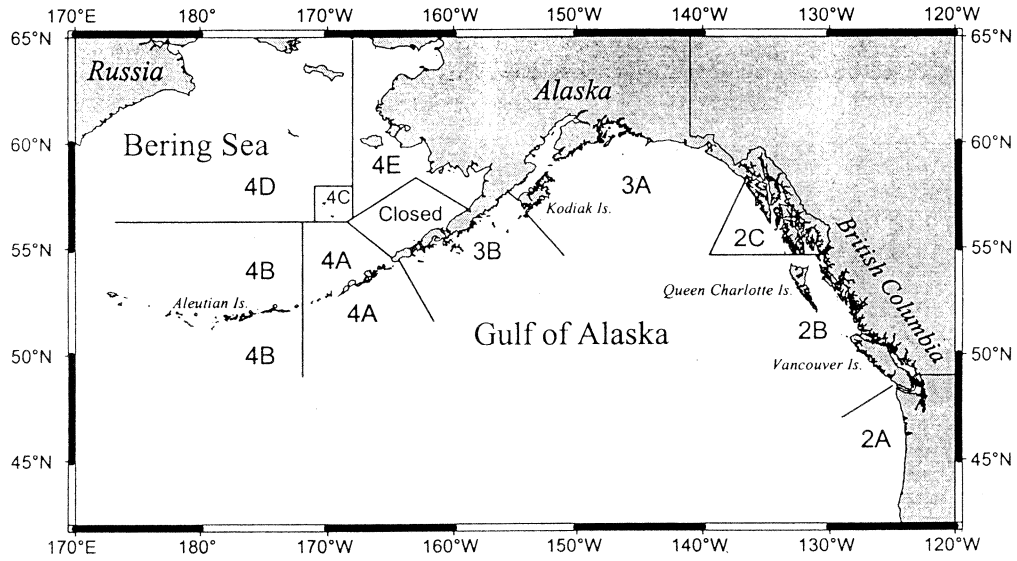 170°E 180° 170°W 160°W 150°W 140°W 130°W 120°W
65°N 65°N
Russia
Alaska
60°N 60°N
Bering Sea
4E
4D 4C 3A
Closed Kodiak Is.
55°N 55°N
2C
British Columbia
3B
4B 4A
Queen Charlotte Is.
Aleutian Is.
4A
Gulf of Alaska
2B
50°N 50°N
4B
Vancouver Is.
2A
45°N 45°N
170°E 180° 170°W 160°W 150°W 140°W 130°W 120°W